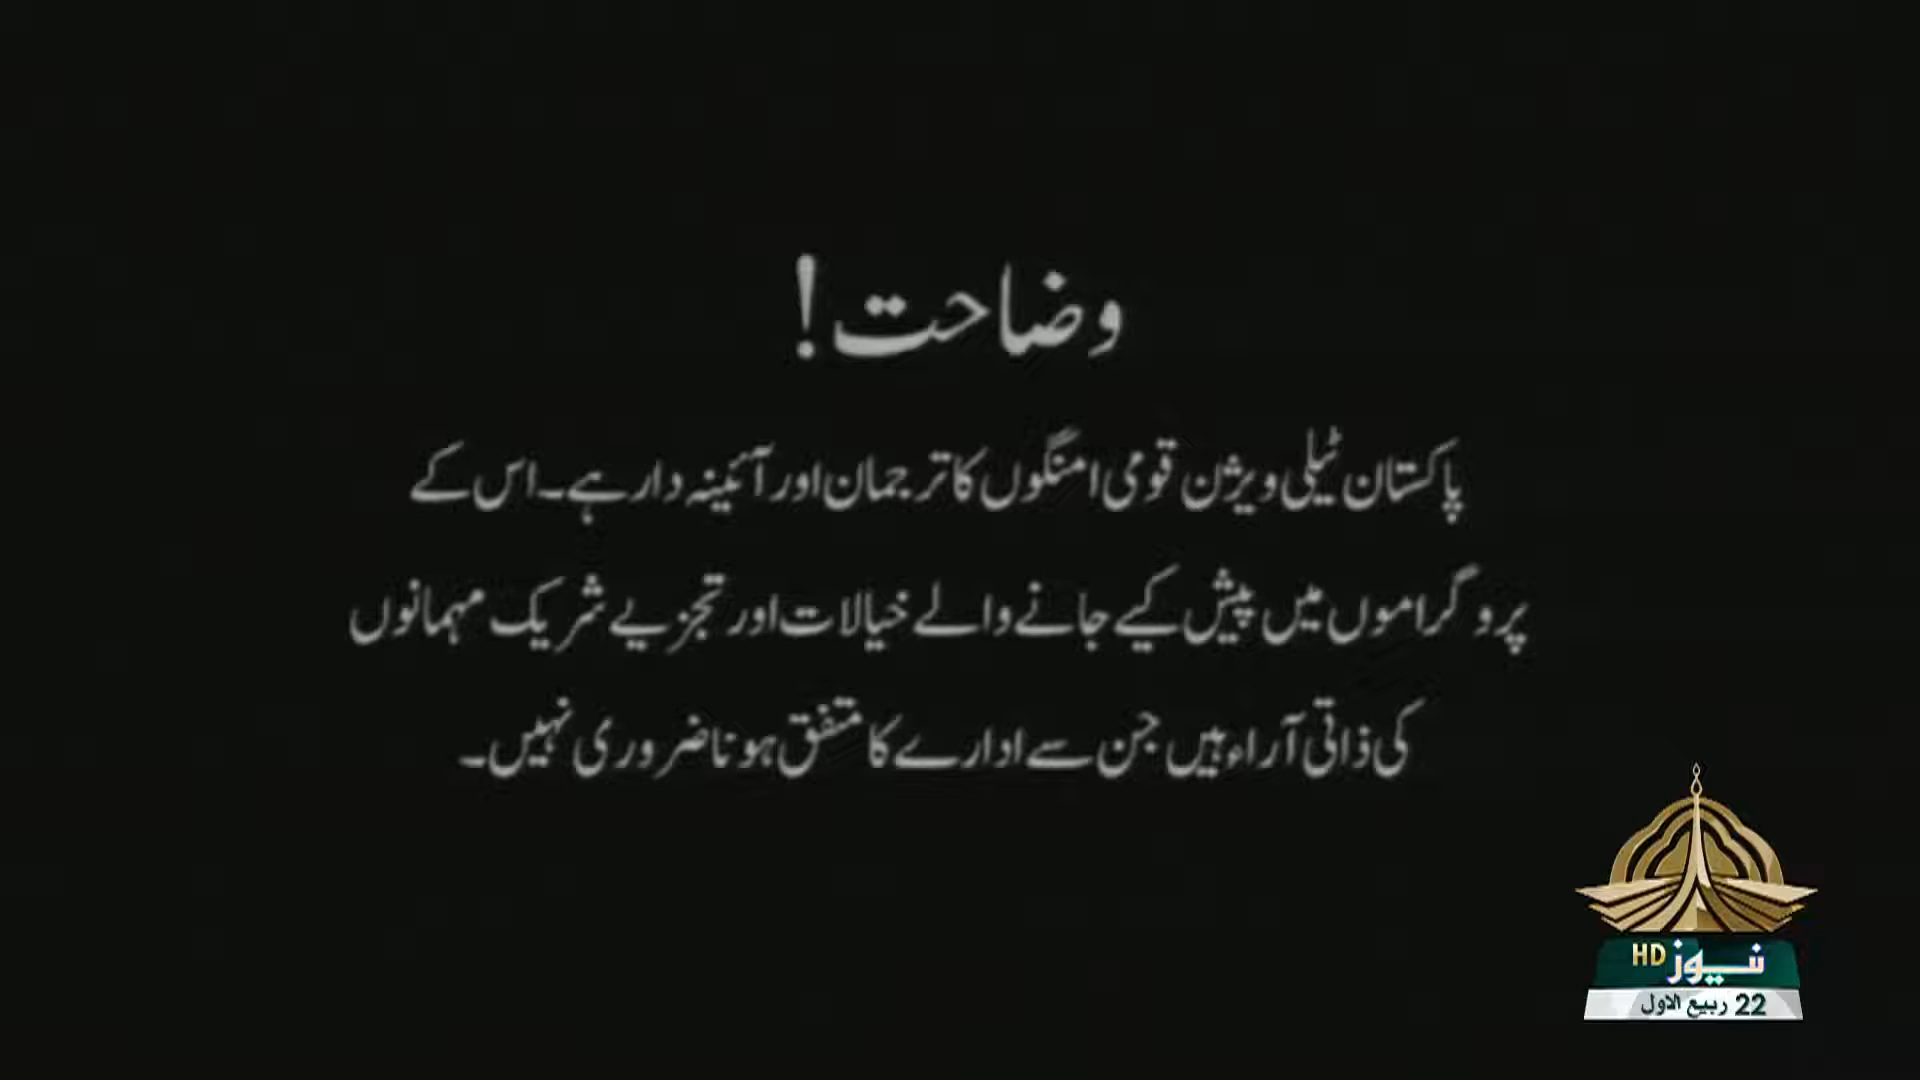 وضاحت!
پاکستان ٹیلی ویژن قومی امنگوں کا ترجمان اور آئینہ دار ہے۔ اس کے
پروگراموں میں پیش کیے جانے والے خیالات اور تجزیے شریک مہمانوں
کی ذاتی آراء ہیں جن سے ادارے کا متفق ہونا ضروری نہیں۔
نیوز HD
22 ربیع الاول